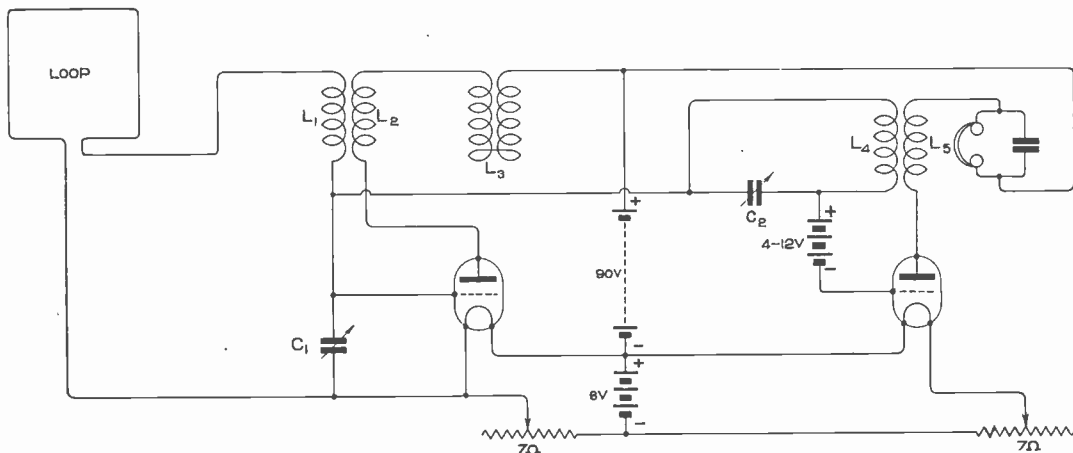 LOOP
L1
L2
L3
L4
L5
C2
+
4-12V
-
+
90V
-
C1
+
6V
-
7Ω
7Ω